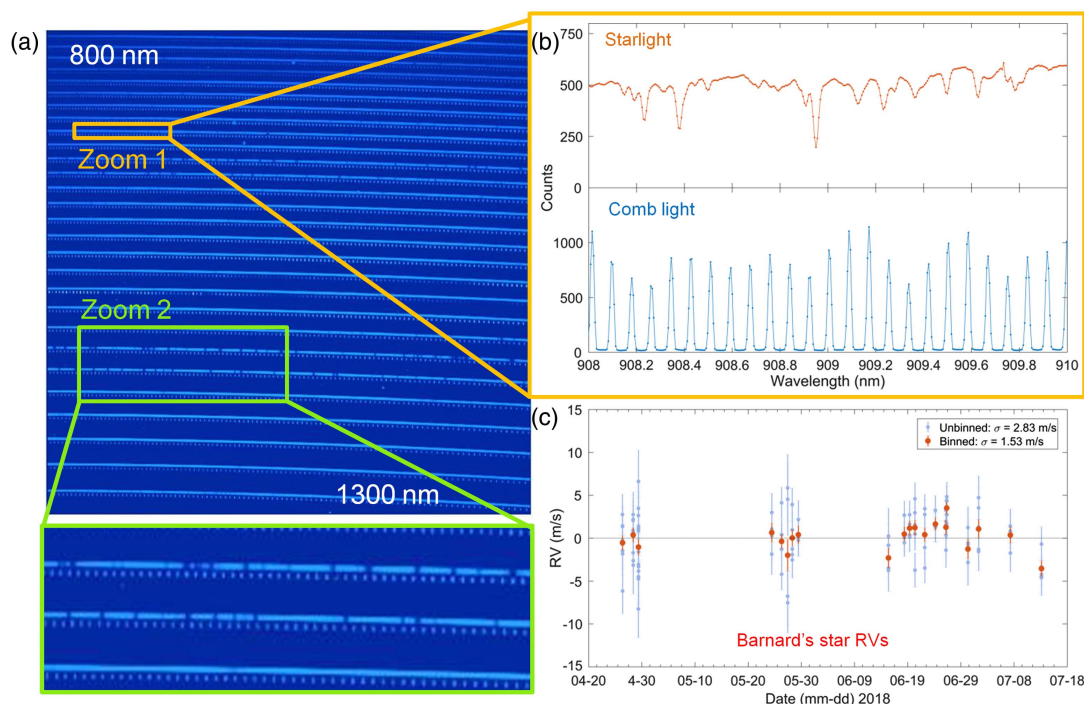 (a)
800 nm
Zoom 1
Zoom 2
1300 nm
(b)
Starlight
750
500
250
0
Counts
Comb light
1000
500
0
908
908.2
908.4
908.6
908.8
909
909.2
909.4
909.6
909.8
910
Wavelength (nm)
(c)
Unbinned: σ = 2.83 m/s
Binned: σ = 1.53 m/s
15
10
5
0
-5
-10
-15
RV (m/s)
Barnard's star RVs
04-20
4-30
05-10
05-20
05-30
06-09
06-19
06-29
07-08
07-18
Date (mm-dd) 2018